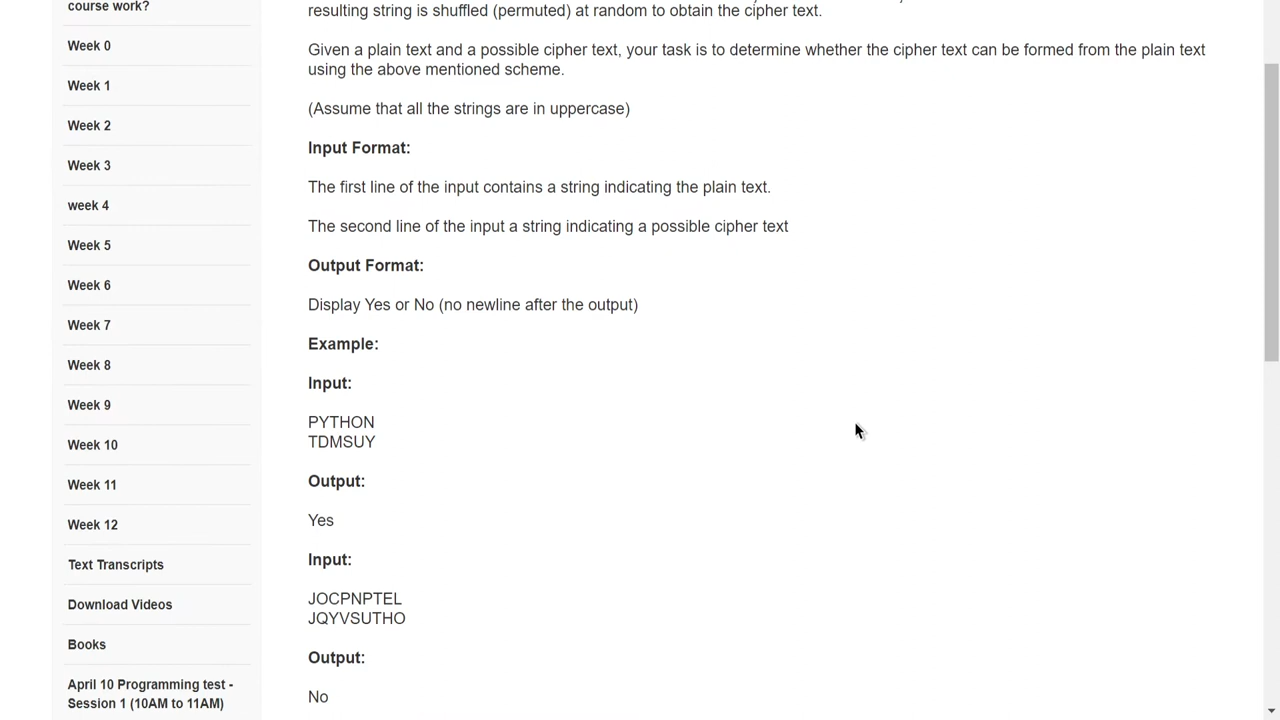 course work?
Week 0
Week 1
Week 2
Week 3
week 4
Week 5
Week 6
Week 7
Week 8
Week 9
Week 10
Week 11
Week 12
Text Transcripts
Download Videos
Books
April 10 Programming test -
Session 1 (10AM to 11AM)
resulting string is shuffled (permuted) at random to obtain the cipher text.
Given a plain text and a possible cipher text, your task is to determine whether the cipher text can be formed from the plain text
using the above mentioned scheme.
(Assume that all the strings are in uppercase)
Input Format:
The first line of the input contains a string indicating the plain text.
The second line of the input a string indicating a possible cipher text
Output Format:
Display Yes or No (no newline after the output)
Example:
Input:
PYTHON
TDMSUY
Output:
Yes
Input:
JOCPNPTEL
JQYVSUTHO
Output:
No